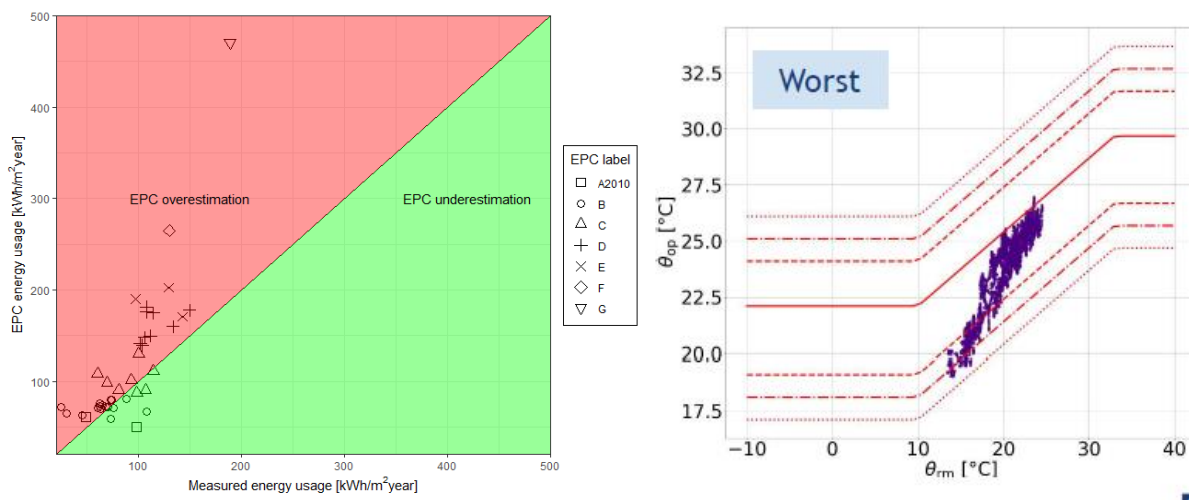 500
400
300
200
100
EPC energy usage [kWh/m²year]
EPC overestimation
EPC underestimation
100
200
300
400
500
Measured energy usage [kWh/m²year]
EPC label
A2010
B
C
D
E
F
G
Worst
32.5
30.0
27.5
25.0
22.5
20.0
17.5
θop [°C]
−10
0
10
20
30
40
θrm [°C]